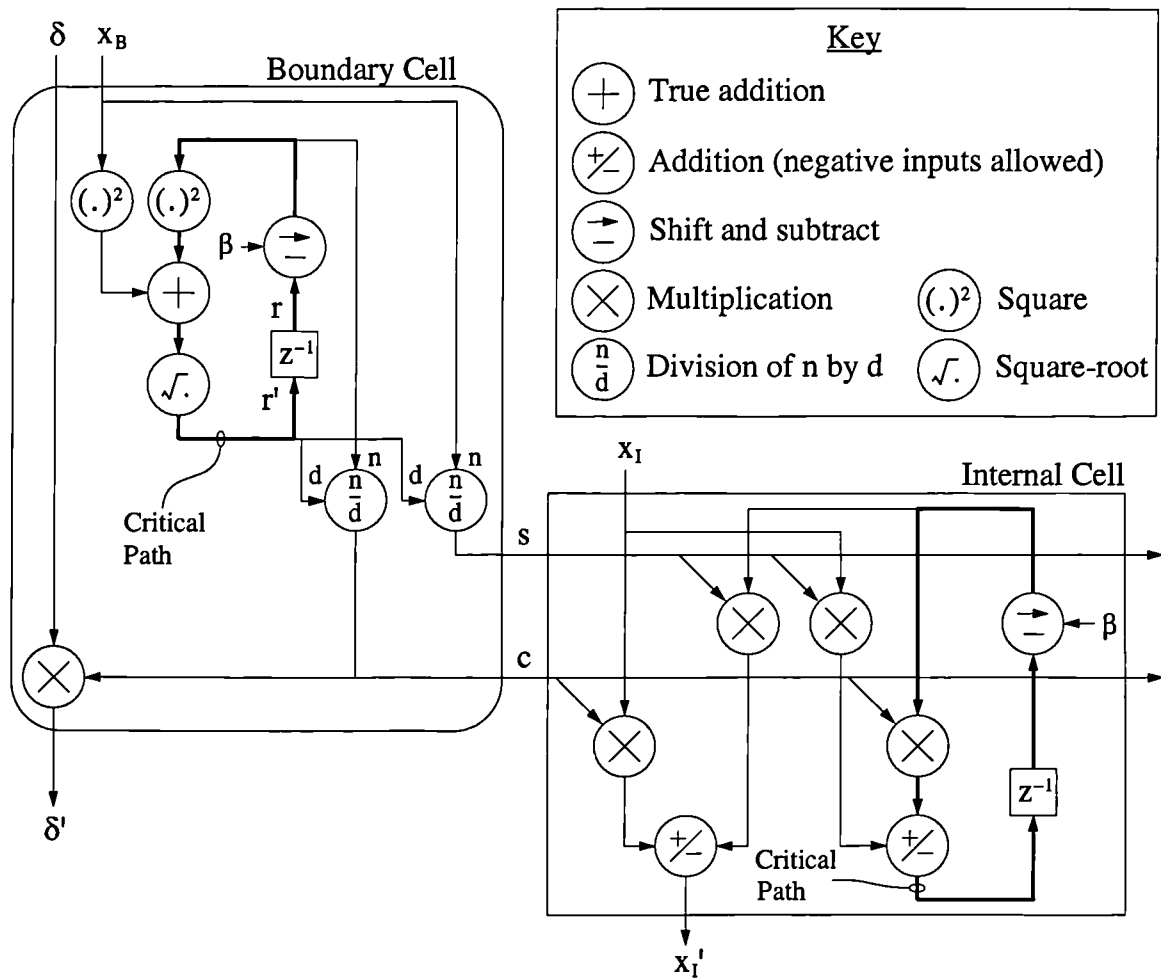 δ x_B
Boundary Cell
(.)² (.)²
β → −
+
r
z⁻¹
√.
r'
d n d n
n/d n/d
Critical
Path
s
c
×
δ'
Key
+ True addition
+/− Addition (negative inputs allowed)
→ − Shift and subtract
× Multiplication
(.)² Square
n/d Division of n by d
√. Square-root
x_I
Internal Cell
× × → − β
× ×
z⁻¹
+/− +/−
Critical
Path
x_I'